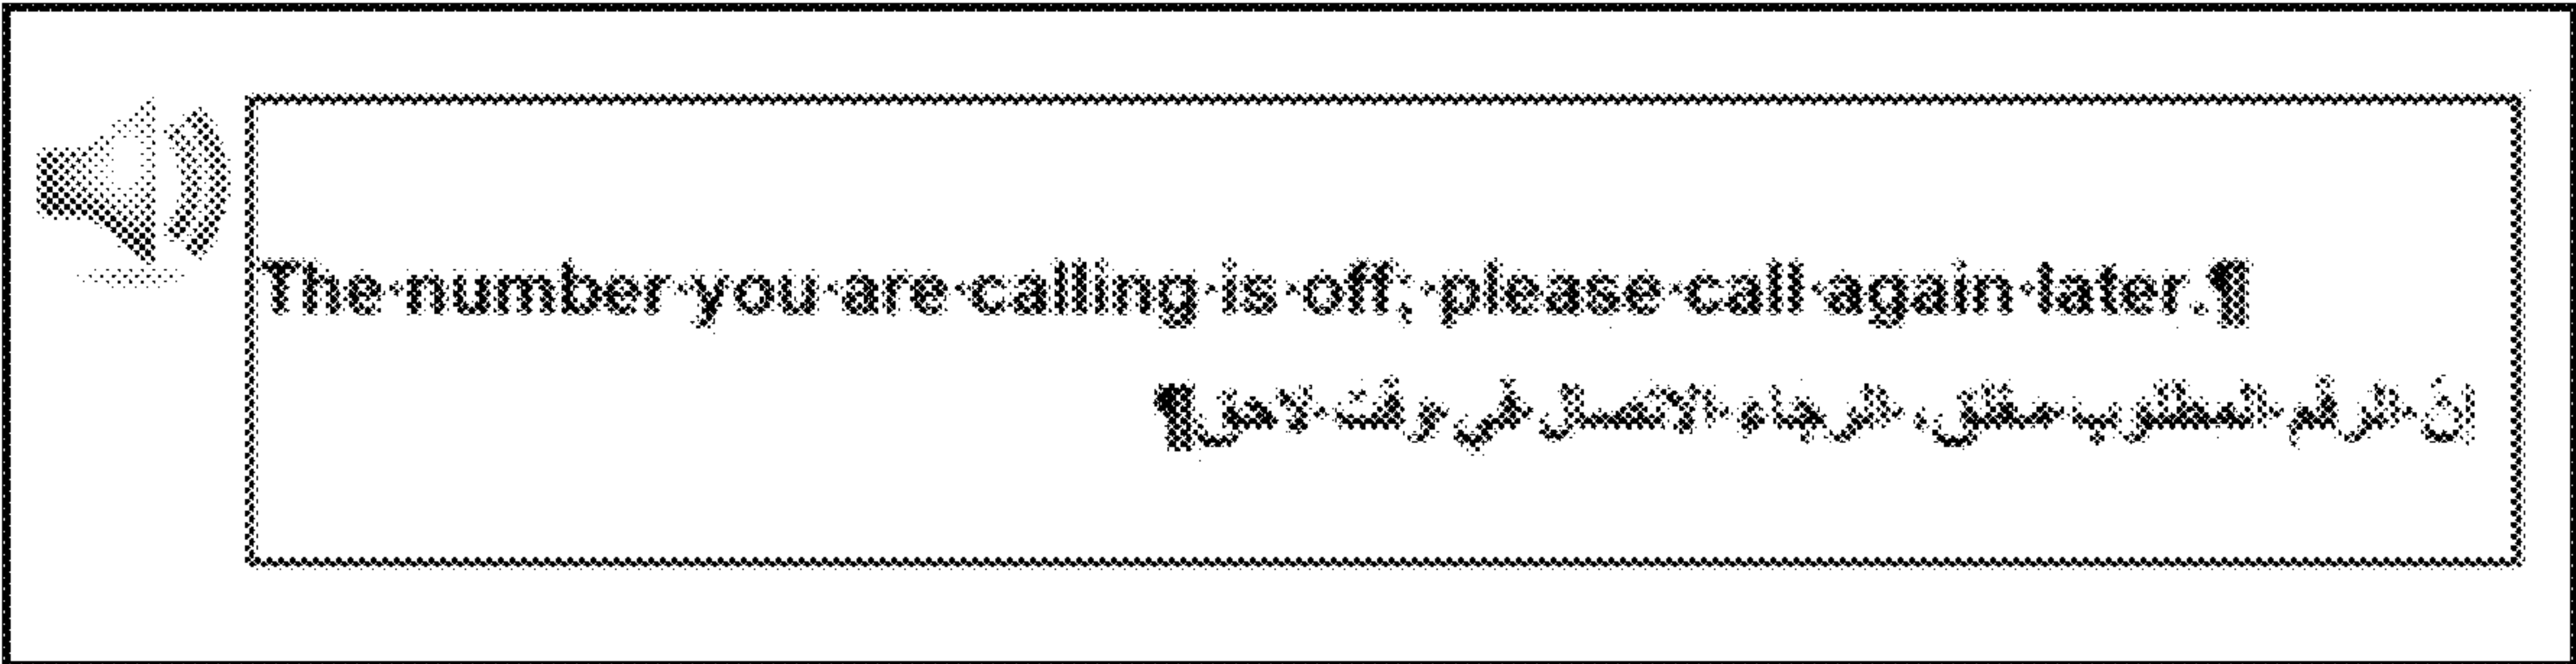 The number you are calling is off, please call again later.¶
إنّ الرقم المطلوب مقفل، الرجاء الاتصال في وقت لاحق¶